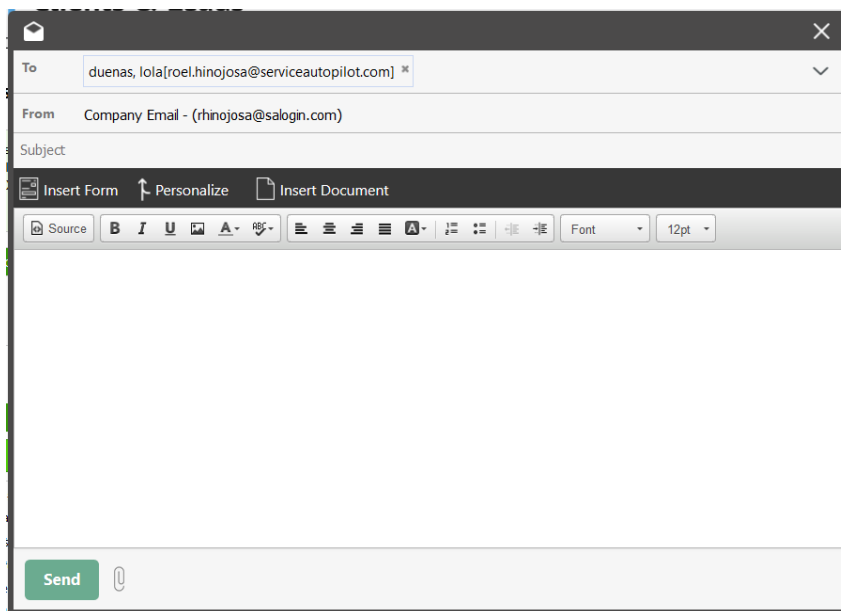 To duenas, lola[roel.hinojosa@serviceautopilot.com]
From Company Email - (rhinojosa@salogin.com)
Subject
Insert Form Personalize Insert Document
Source B I U A ABC A Font 12pt
Send